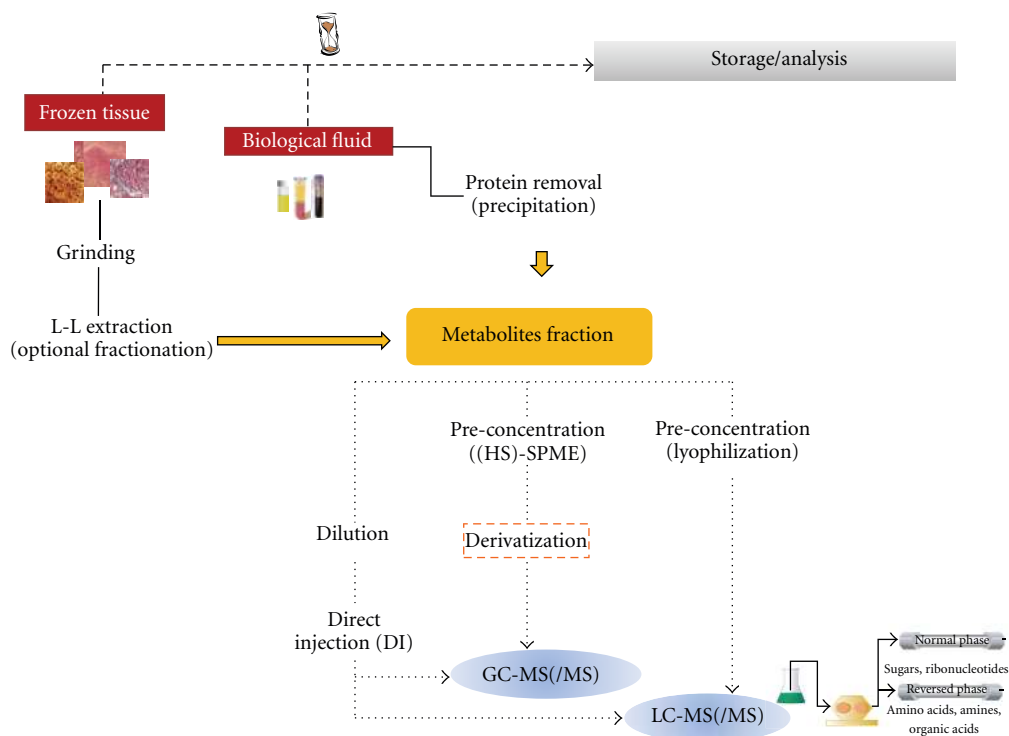 Storage/analysis
Frozen tissue
Biological fluid
Protein removal
(precipitation)
Grinding
L-L extraction
(optional fractionation)
Metabolites fraction
Pre-concentration
((HS)-SPME)
Pre-concentration
(lyophilization)
Dilution
Derivatization
Direct
injection (DI)
GC-MS(/MS)
LC-MS(/MS)
Normal phase
Sugars, ribonucleotides
Reversed phase
Amino acids, amines,
organic acids